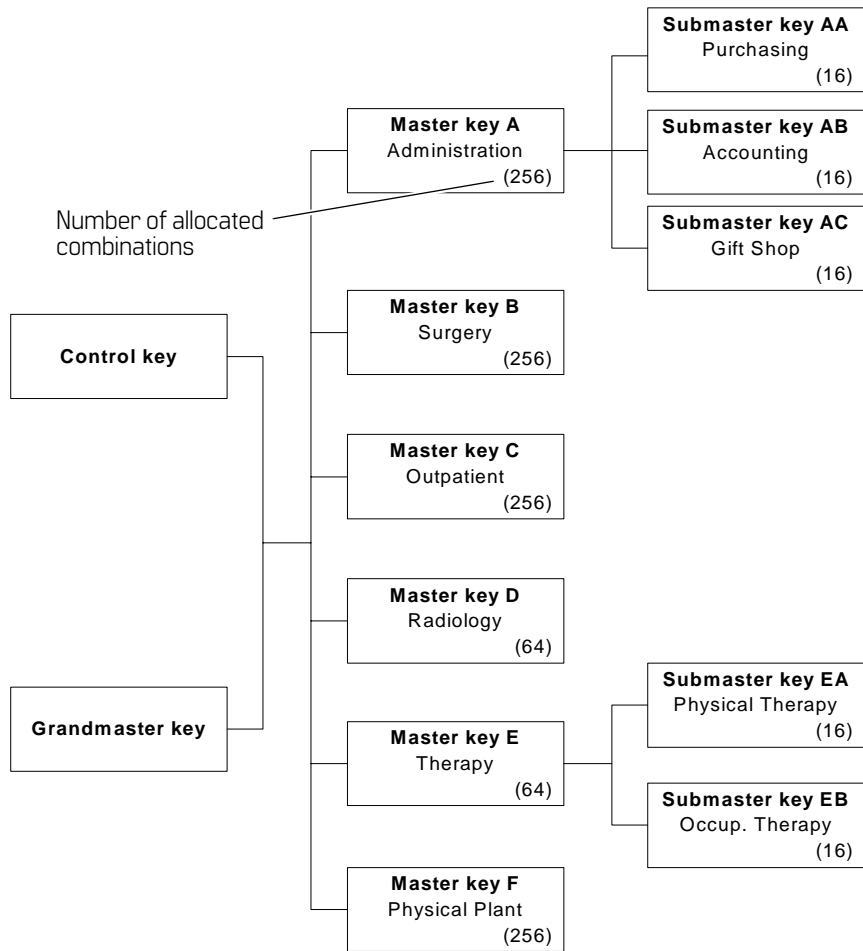 Submaster key AA
Purchasing
(16)
Master key A
Administration
(256)
Submaster key AB
Accounting
(16)
Number of allocated
combinations
Submaster key AC
Gift Shop
(16)
Master key B
Surgery
(256)
Control key
Master key C
Outpatient
(256)
Master key D
Radiology
(64)
Grandmaster key
Master key E
Therapy
(64)
Submaster key EA
Physical Therapy
(16)
Submaster key EB
Occup. Therapy
(16)
Master key F
Physical Plant
(256)